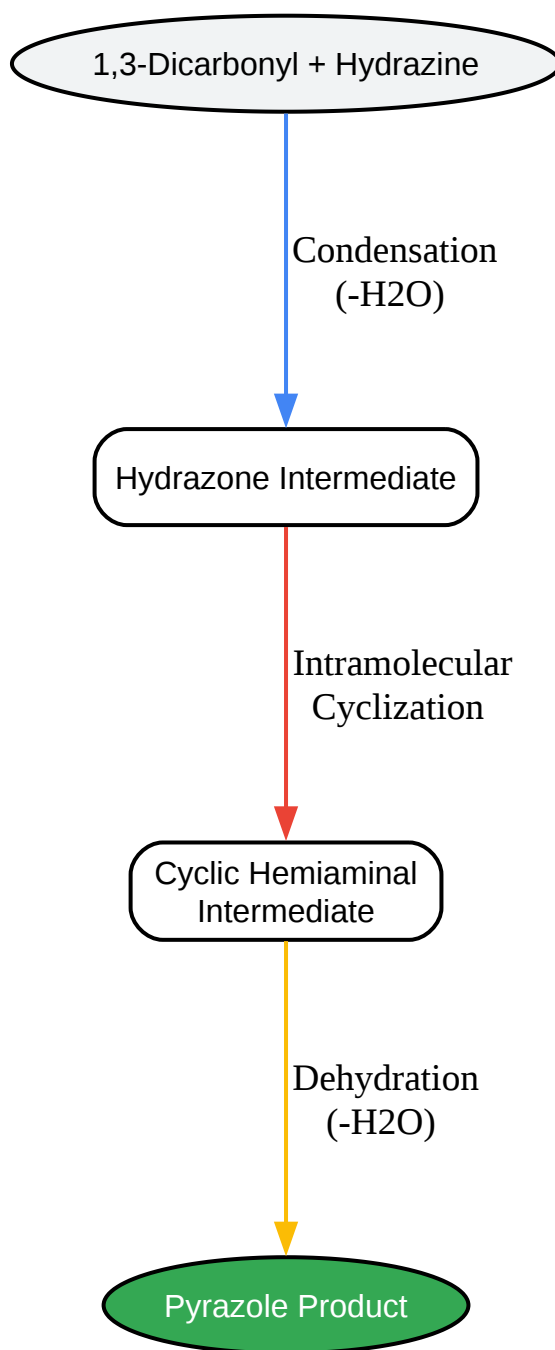 1,3-Dicarbonyl + Hydrazine
Condensation
(-H2O)
Hydrazone Intermediate
Intramolecular
Cyclization
Cyclic Hemiaminal
Intermediate
Dehydration
(-H2O)
Pyrazole Product